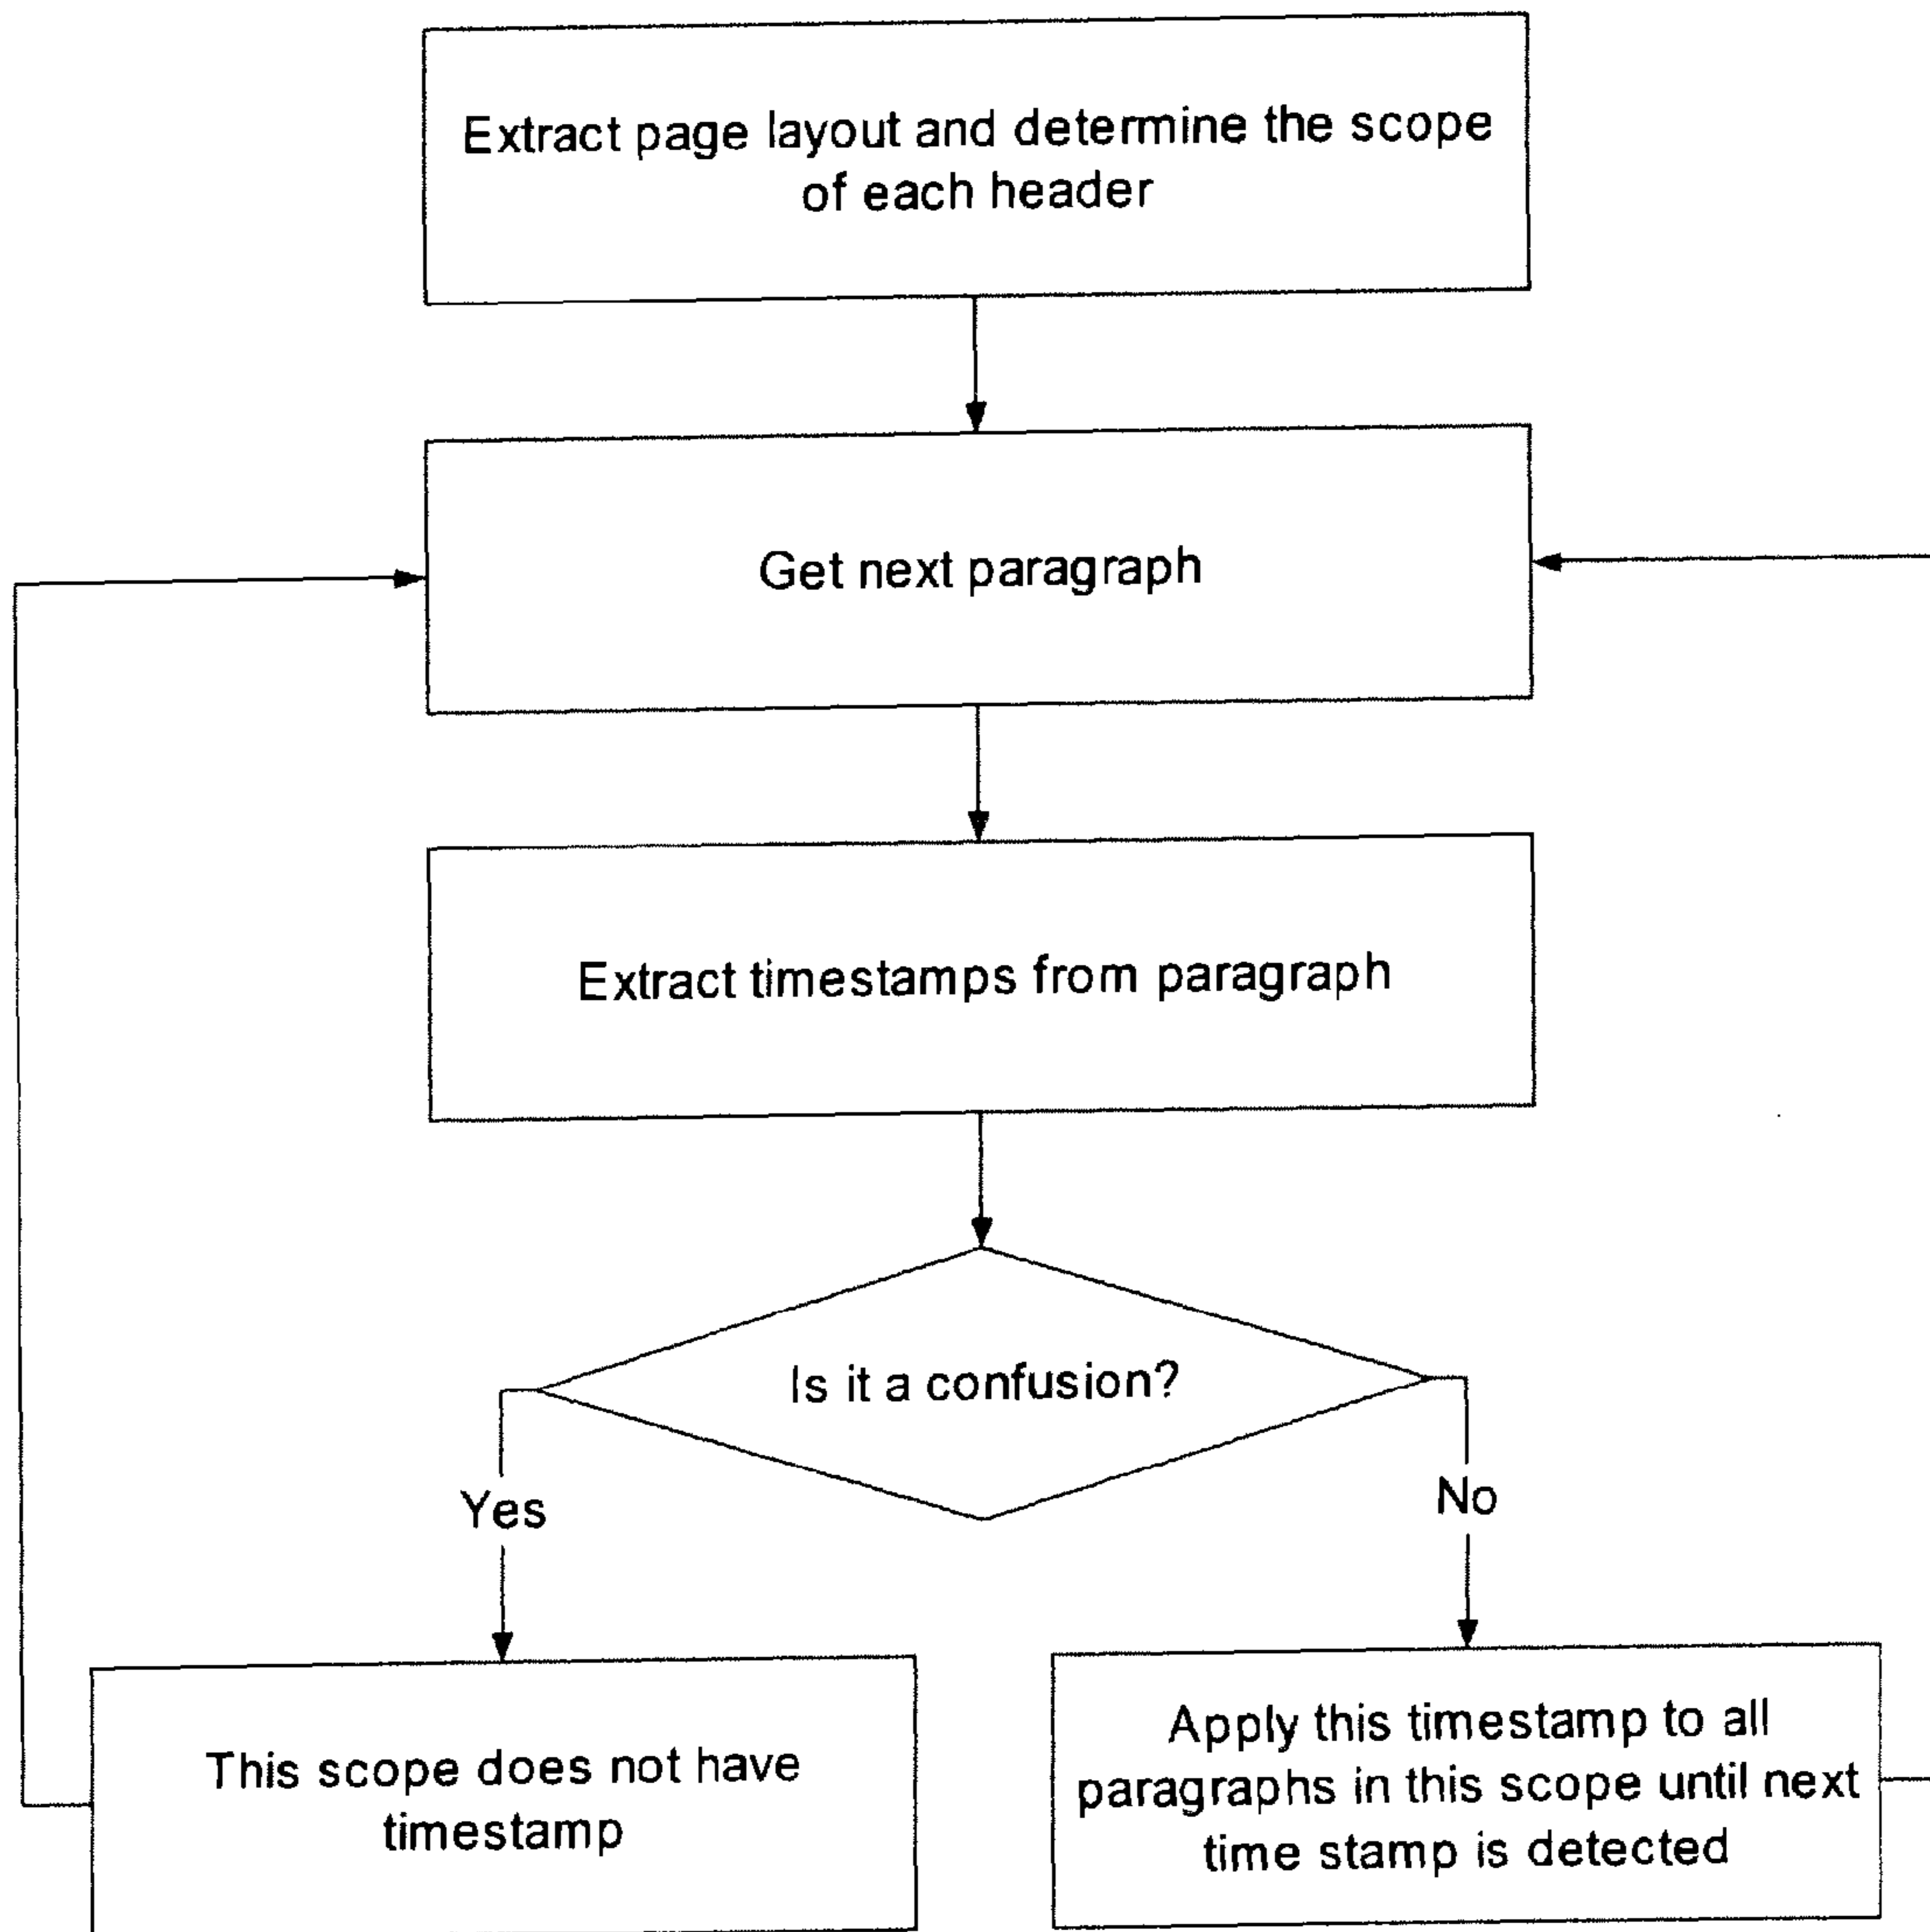 Extract page layout and determine the scope
of each header
Get next paragraph
Extract timestamps from paragraph
Is it a confusion?
Yes
No
This scope does not have
timestamp
Apply this timestamp to all
paragraphs in this scope until next
time stamp is detected